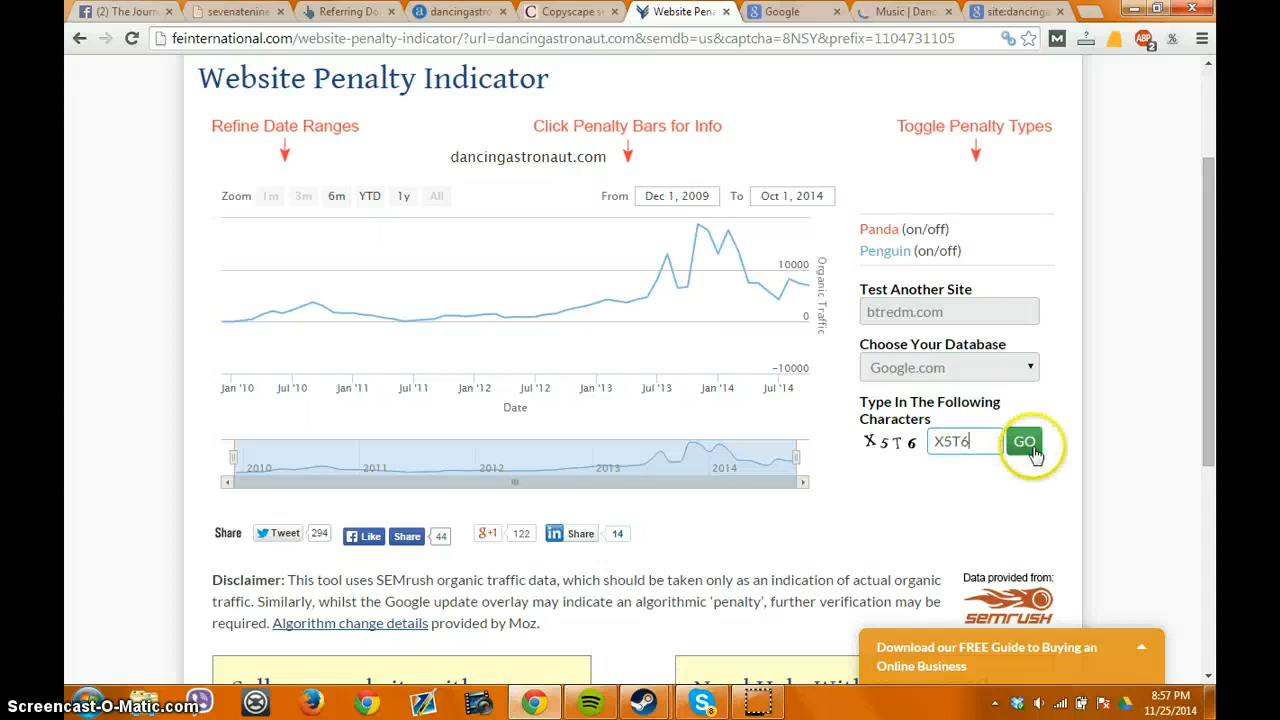 (2) The Journ
sevenatenine
Referring Do
dancingastro
Copyscape se
Website Pena
Google
Music | Danc
site:dancing
feinternational.com/website-penalty-indicator/?url=dancingastronaut.com&semdb=us&captcha=8NSY&prefix=1104731105
ABP
2
Website Penalty Indicator
Refine Date Ranges
Click Penalty Bars for Info
Toggle Penalty Types
dancingastronaut.com
Zoom 1m 3m 6m YTD 1y All
From Dec 1, 2009 To Oct 1, 2014
Panda (on/off)
Penguin (on/off)
10000
0
-10000
Organic Traffic
Jan '10 Jul '10 Jan '11 Jul '11 Jan '12 Jul '12 Jan '13 Jul '13 Jan '14 Jul '14
Date
2010 2011 2012 2013 2014
Test Another Site
btredm.com
Choose Your Database
Google.com
Type In The Following
Characters
X 5 T 6 X5T6 GO
Share Tweet 294 Like Share 44 g+1 122 in Share 14
Disclaimer: This tool uses SEMrush organic traffic data, which should be taken only as an indication of actual organic
traffic. Similarly, whilst the Google update overlay may indicate an algorithmic 'penalty', further verification may be
required. Algorithm change details provided by Moz.
Data provided from:
SEMRUSH
Download our FREE Guide to Buying an
Online Business
8:57 PM
11/25/2014
Screencast-O-Matic.com